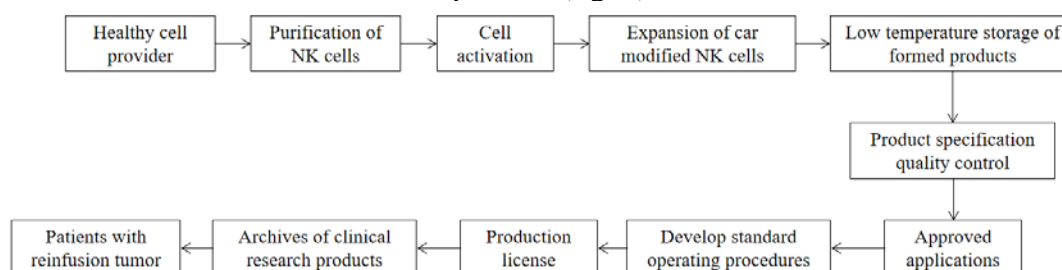 Healthy cell
provider
Purification of
NK cells
Cell
activation
Expansion of car
modified NK cells
Low temperature storage of
formed products
Product specification
quality control
Approved
applications
Develop standard
operating procedures
Production
license
Archives of clinical
research products
Patients with
reinfusion tumor